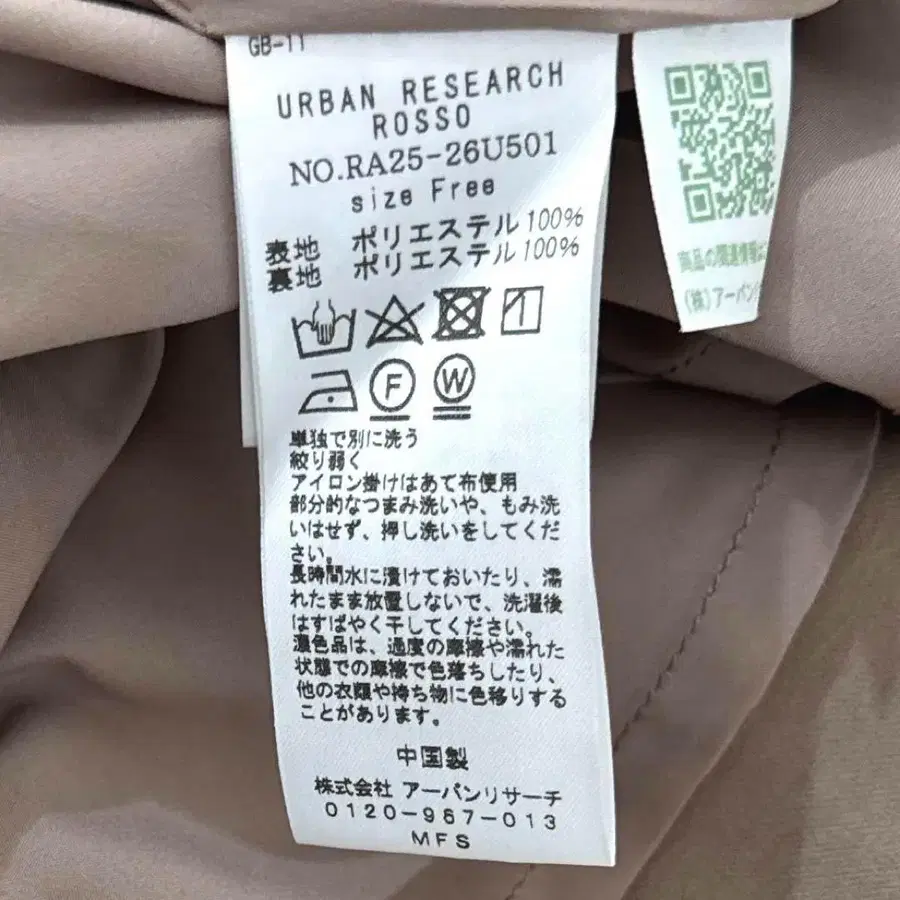 GB-11
URBAN RESEARCH
ROSSO
NO.RA25-26U501
size Free
表地 ポリエステル100%
裏地 ポリエステル100%
F W
単独で別に洗う
絞り弱く
アイロン掛けはあて布使用
部分的なつまみ洗いや、もみ洗
いはせず、押し洗いをしてくだ
さい。
長時間水に漬けておいたり、濡
れたまま放置しないで、洗濯後
はすばやく干してください。
濃色品は、過度の摩擦や濡れた
状態での摩擦で色落ちしたり、
他の衣類や持ち物に色移りする
ことがあります。
中国製
株式会社 アーバンリサーチ
0120-967-013
MFS
商品の関連情報は
(株)アーバン